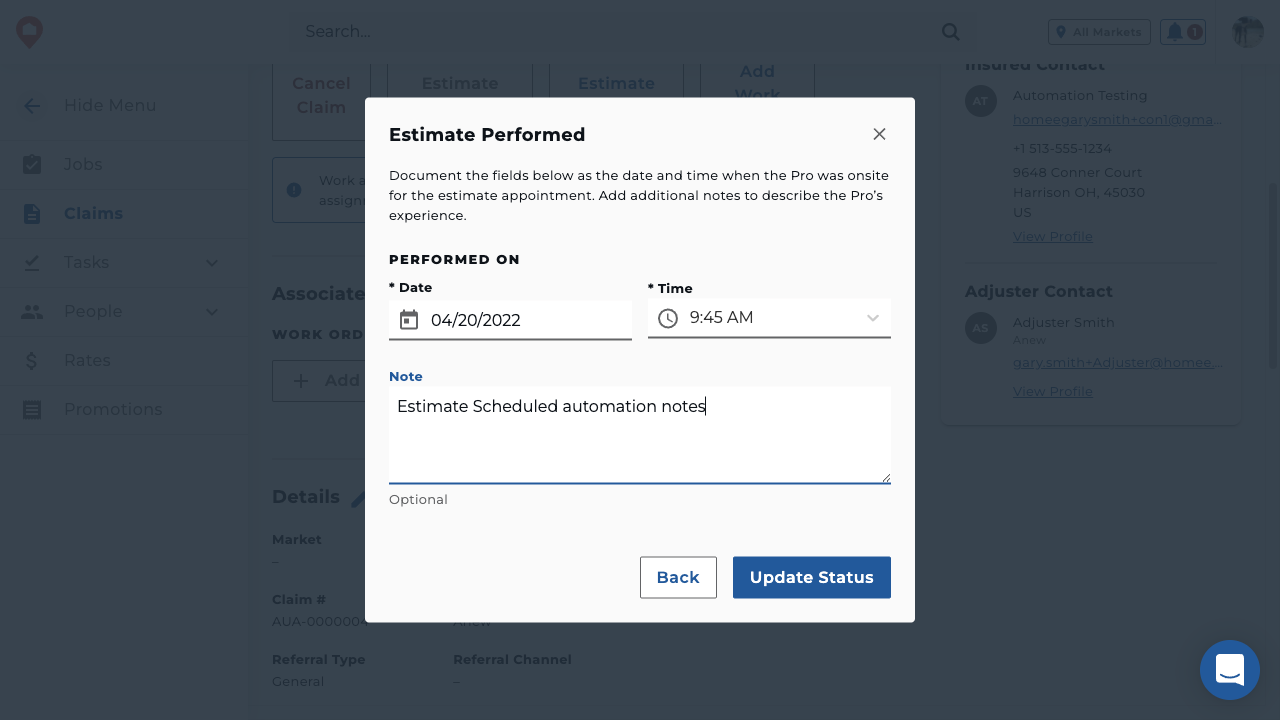 Search...
All Markets
1
Hide Menu
Jobs
Claims
Tasks
People
Rates
Promotions
Cancel
Claim
Estimate
Estimate
Add
Work
Work a
assignm
Associate
WORK ORD
Add
Details
Market
–
Claim #
AUA-0000004
Anew
Referral Type
General
Referral Channel
–
Estimate Performed
Document the fields below as the date and time when the Pro was onsite
for the estimate appointment. Add additional notes to describe the Pro's
experience.
PERFORMED ON
* Date
04/20/2022
* Time
9:45 AM
Note
Estimate Scheduled automation notes
Optional
Back
Update Status
Insured Contact
AT
Automation Testing
homeegarysmith+con1@gma...
+1 513-555-1234
9648 Conner Court
Harrison OH, 45030
US
View Profile
Adjuster Contact
AS
Adjuster Smith
Anew
gary.smith+Adjuster@homee....
View Profile